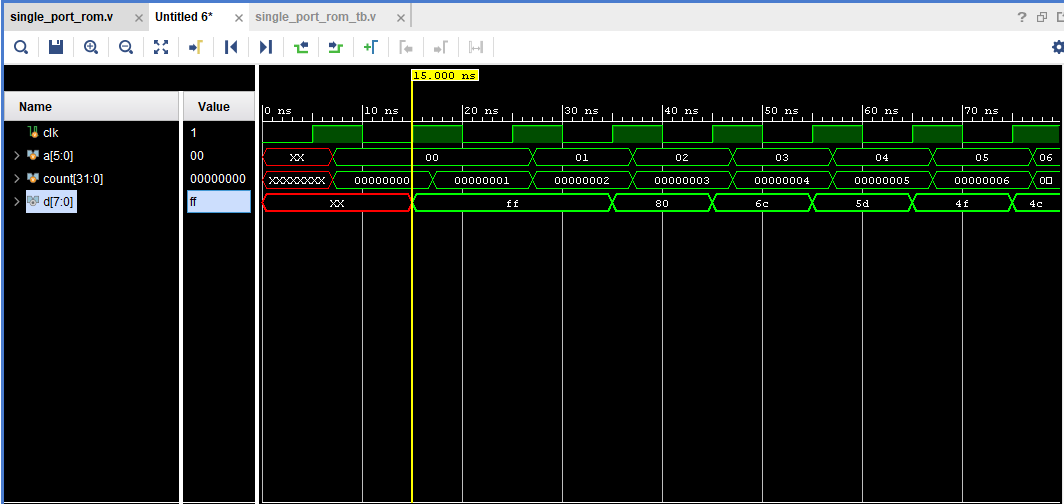 single_port_rom.v × Untitled 6* × single_port_rom_tb.v × ?
15.000 ns
Name Value
0 ns 10 ns 20 ns 30 ns 40 ns 50 ns 60 ns 70 ns
clk 1
a[5:0] 00 XX 00 01 02 03 04 05 06
count[31:0] 00000000 XXXXXXXX 00000000 00000001 00000002 00000003 00000004 00000005 00000006
d[7:0] ff XX ff 80 6c 5d 4f 4c